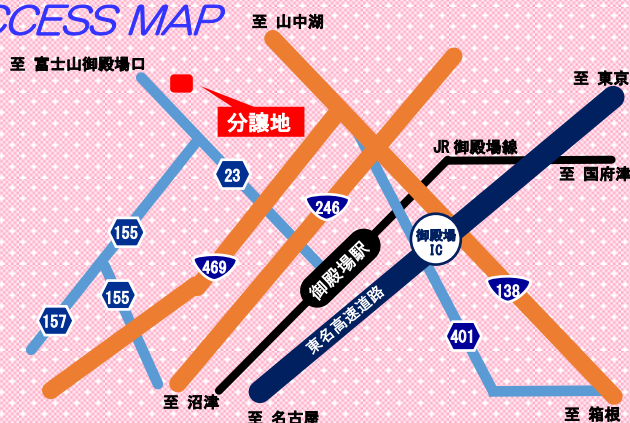 CCESS MAP
至 山中湖
至 富士山御殿場口
至 東京
分譲地
JR御殿場線
至 国府津
23
246
155
御殿場
IC
469
御殿場駅
155
138
157
東名高速道路
401
至 沼津
至 名古屋
至 箱根